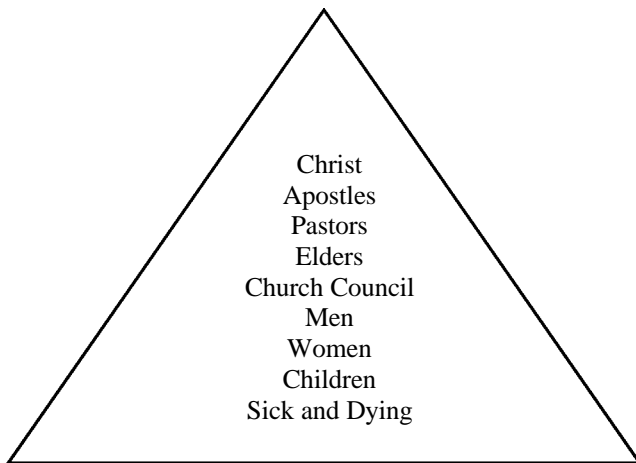 Christ
Apostles
Pastors
Elders
Church Council
Men
Women
Children
Sick and Dying